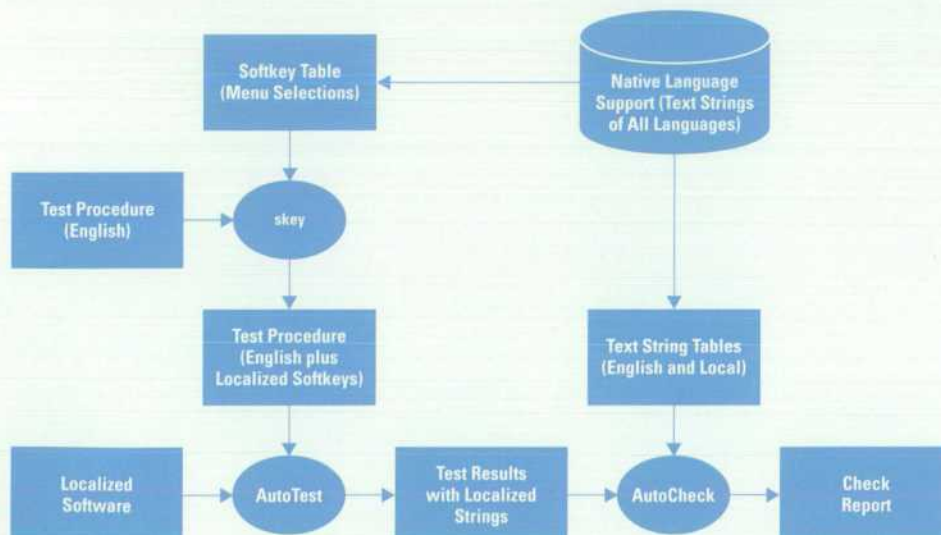 Softkey Table
(Menu Selections)
Native Language
Support (Text Strings
of All Languages)
Test Procedure
(English)
skey
Test Procedure
(English plus
Localized Softkeys)
Text String Tables
(English and Local)
Localized
Software
AutoTest
Test Results
with Localized
Strings
AutoCheck
Check
Report